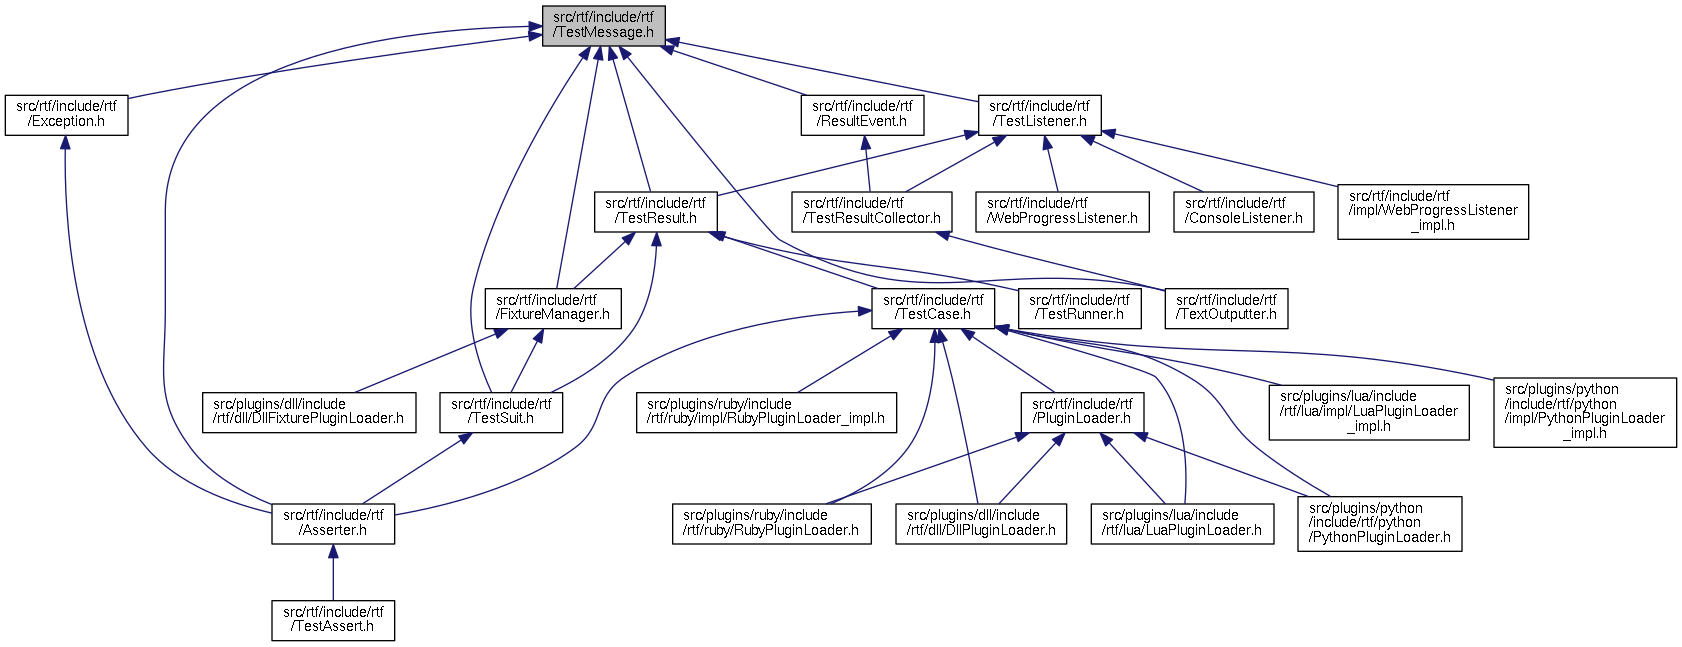 src/rtf/include/rtf
/TestMessage.h
src/rtf/include/rtf
/Exception.h
src/rtf/include/rtf
/ResultEvent.h
src/rtf/include/rtf
/TestListener.h
src/rtf/include/rtf
/TestResult.h
src/rtf/include/rtf
/TestResultCollector.h
src/rtf/include/rtf
/WebProgressListener.h
src/rtf/include/rtf
/ConsoleListener.h
src/rtf/include/rtf
/impl/WebProgressListener
_impl.h
src/rtf/include/rtf
/FixtureManager.h
src/rtf/include/rtf
/TestCase.h
src/rtf/include/rtf
/TestRunner.h
src/rtf/include/rtf
/TextOutputter.h
src/plugins/dll/include
/rtf/dll/DllFixturePluginLoader.h
src/rtf/include/rtf
/TestSuit.h
src/plugins/ruby/include
/rtf/ruby/impl/RubyPluginLoader_impl.h
src/rtf/include/rtf
/PluginLoader.h
src/plugins/lua/include
/rtf/lua/impl/LuaPluginLoader
_impl.h
src/plugins/python
/include/rtf/python
/impl/PythonPluginLoader
_impl.h
src/rtf/include/rtf
/Asserter.h
src/plugins/ruby/include
/rtf/ruby/RubyPluginLoader.h
src/plugins/dll/include
/rtf/dll/DllPluginLoader.h
src/plugins/lua/include
/rtf/lua/LuaPluginLoader.h
src/plugins/python
/include/rtf/python
/PythonPluginLoader.h
src/rtf/include/rtf
/TestAssert.h